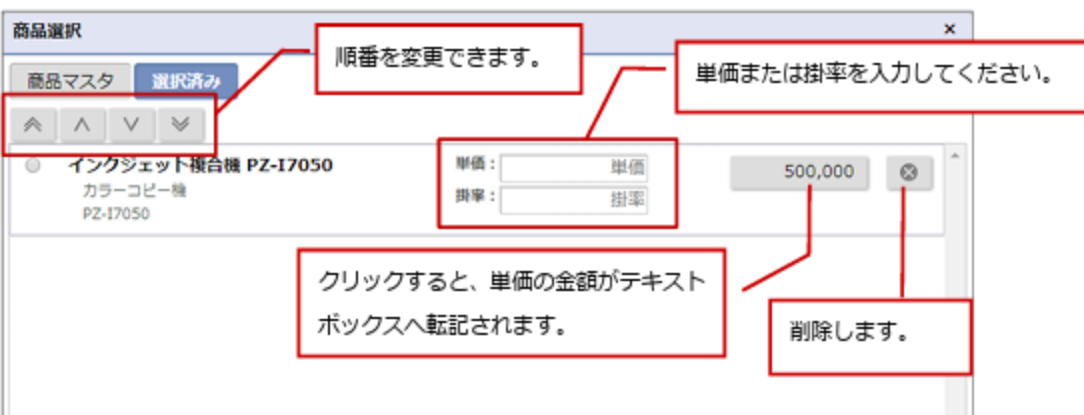 商品選択
×
順番を変更できます。
単価または掛率を入力してください。
商品マスタ
選択済み
インクジェット複合機 PZ-I7050
カラーコピー機
PZ-I7050
単価：
単価
掛率：
掛率
500,000
クリックすると、単価の金額がテキスト
ボックスへ転記されます。
削除します。